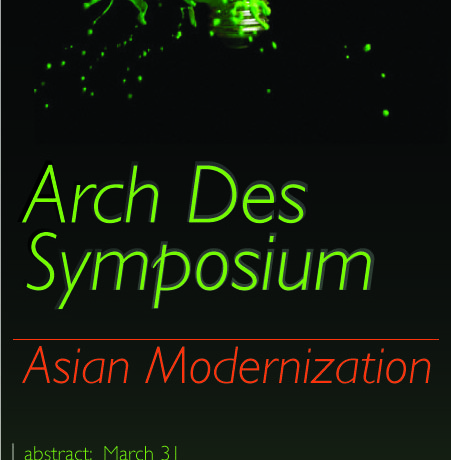 Arch Des
Symposium
Asian Modernization
abstract: March 31